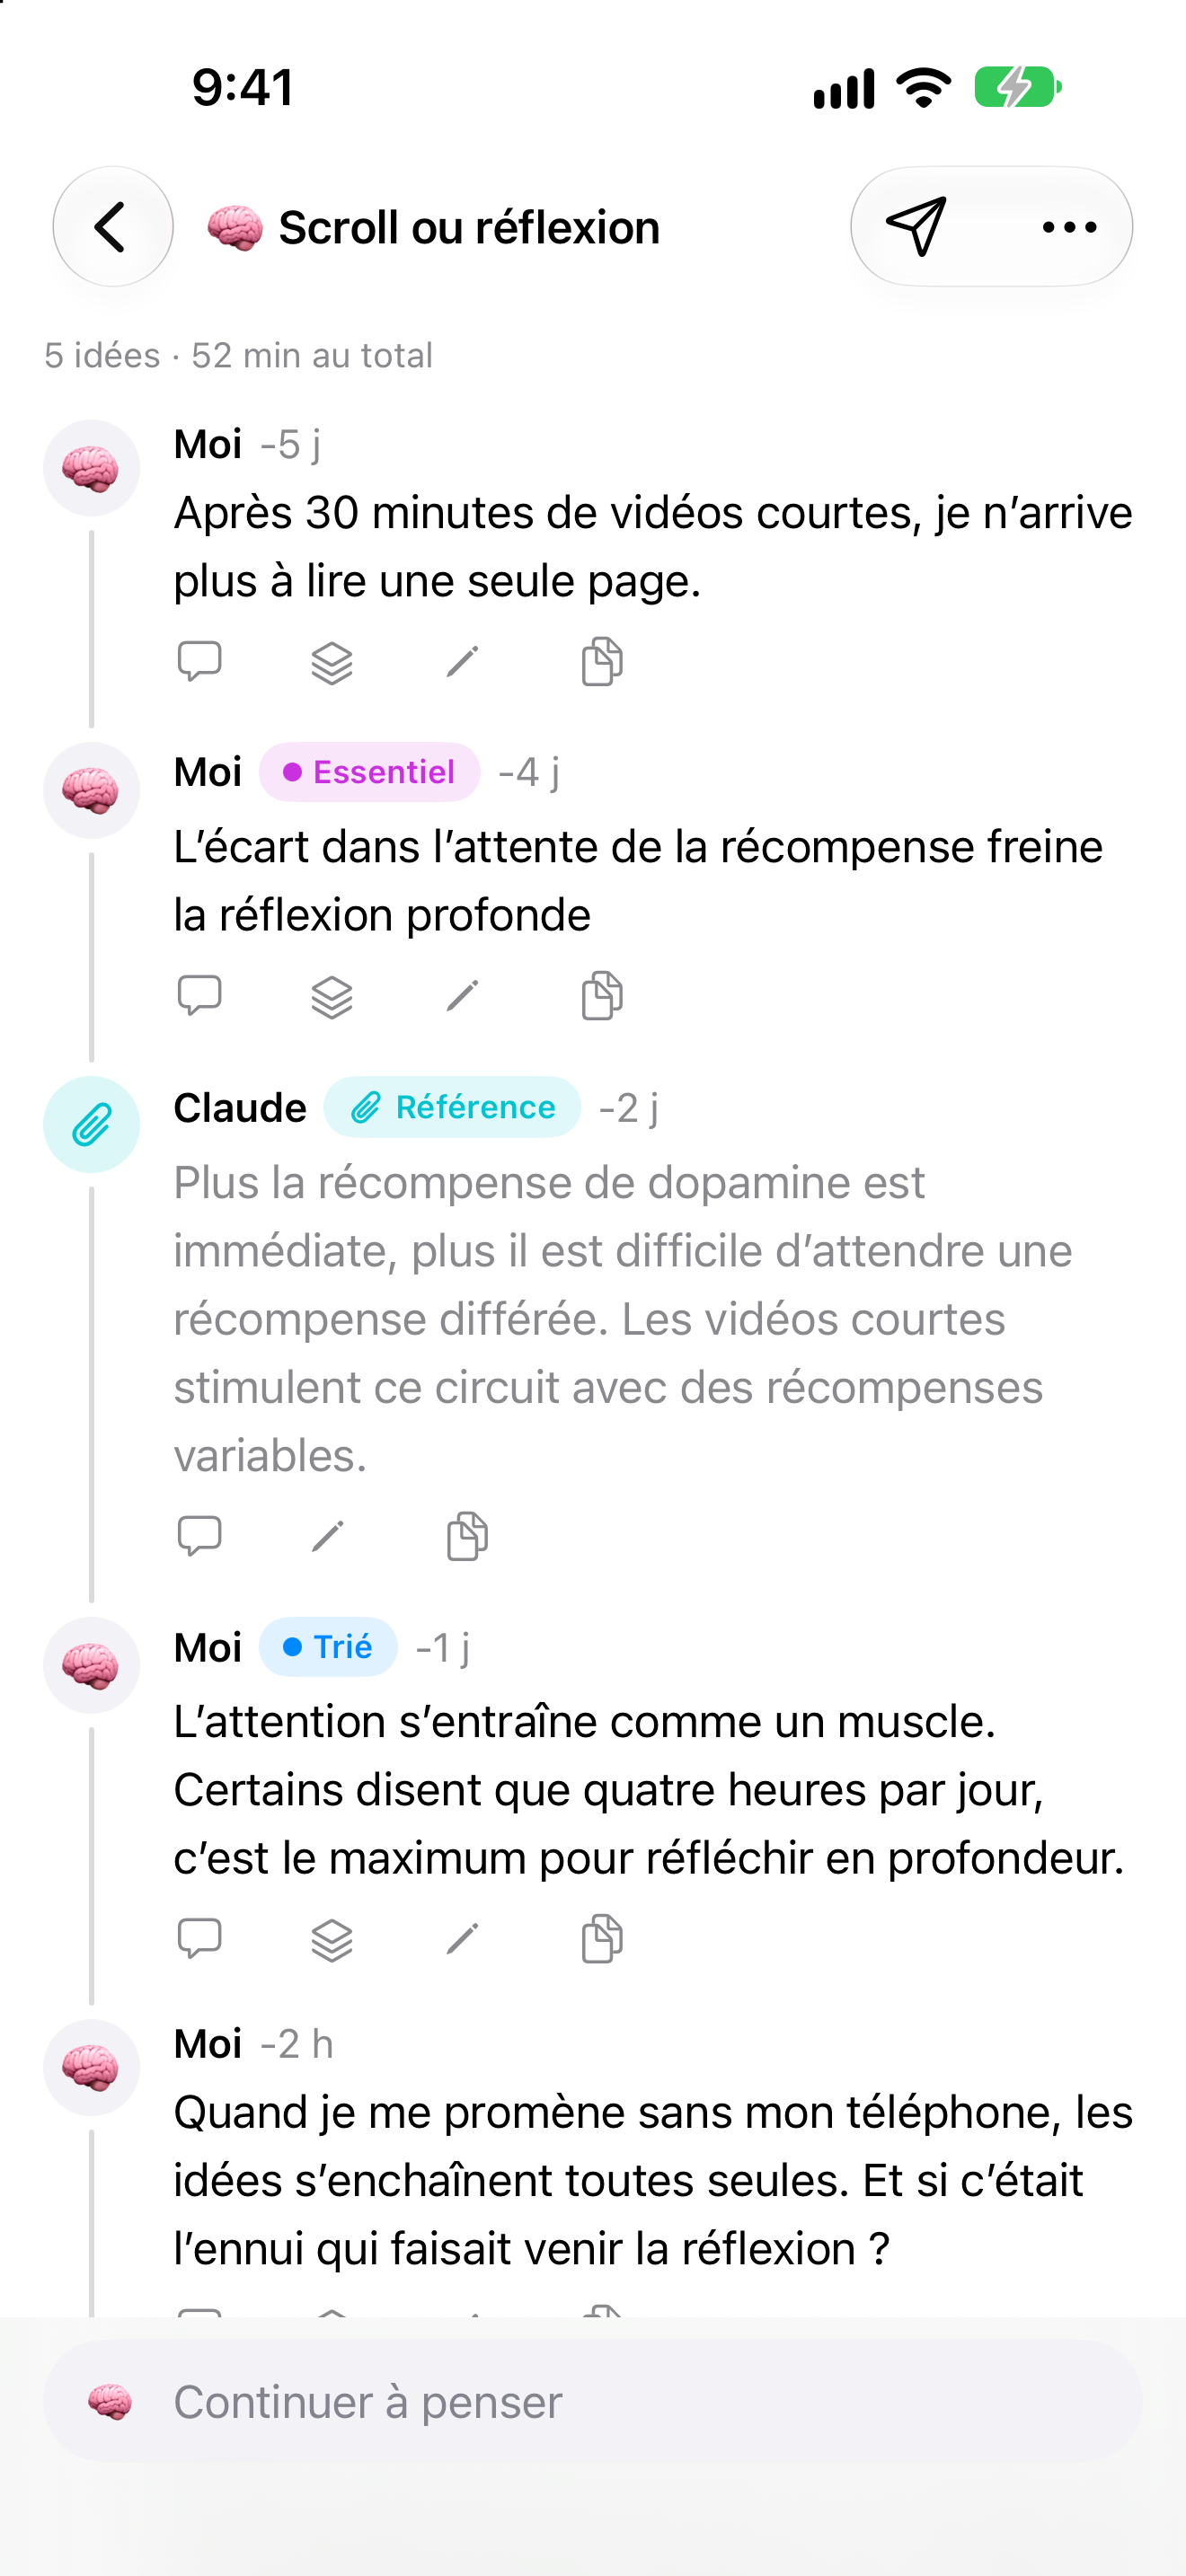 9:41
Scroll ou réflexion
5 idées · 52 min au total
Moi -5 j
Après 30 minutes de vidéos courtes, je n’arrive
plus à lire une seule page.
Moi Essentiel -4 j
L’écart dans l’attente de la récompense freine
la réflexion profonde
Claude Référence -2 j
Plus la récompense de dopamine est
immédiate, plus il est difficile d’attendre une
récompense différée. Les vidéos courtes
stimulent ce circuit avec des récompenses
variables.
Moi Trié -1 j
L’attention s’entraîne comme un muscle.
Certains disent que quatre heures par jour,
c’est le maximum pour réfléchir en profondeur.
Moi -2 h
Quand je me promène sans mon téléphone, les
idées s’enchaînent toutes seules. Et si c’était
l’ennui qui faisait venir la réflexion ?
Continuer à penser